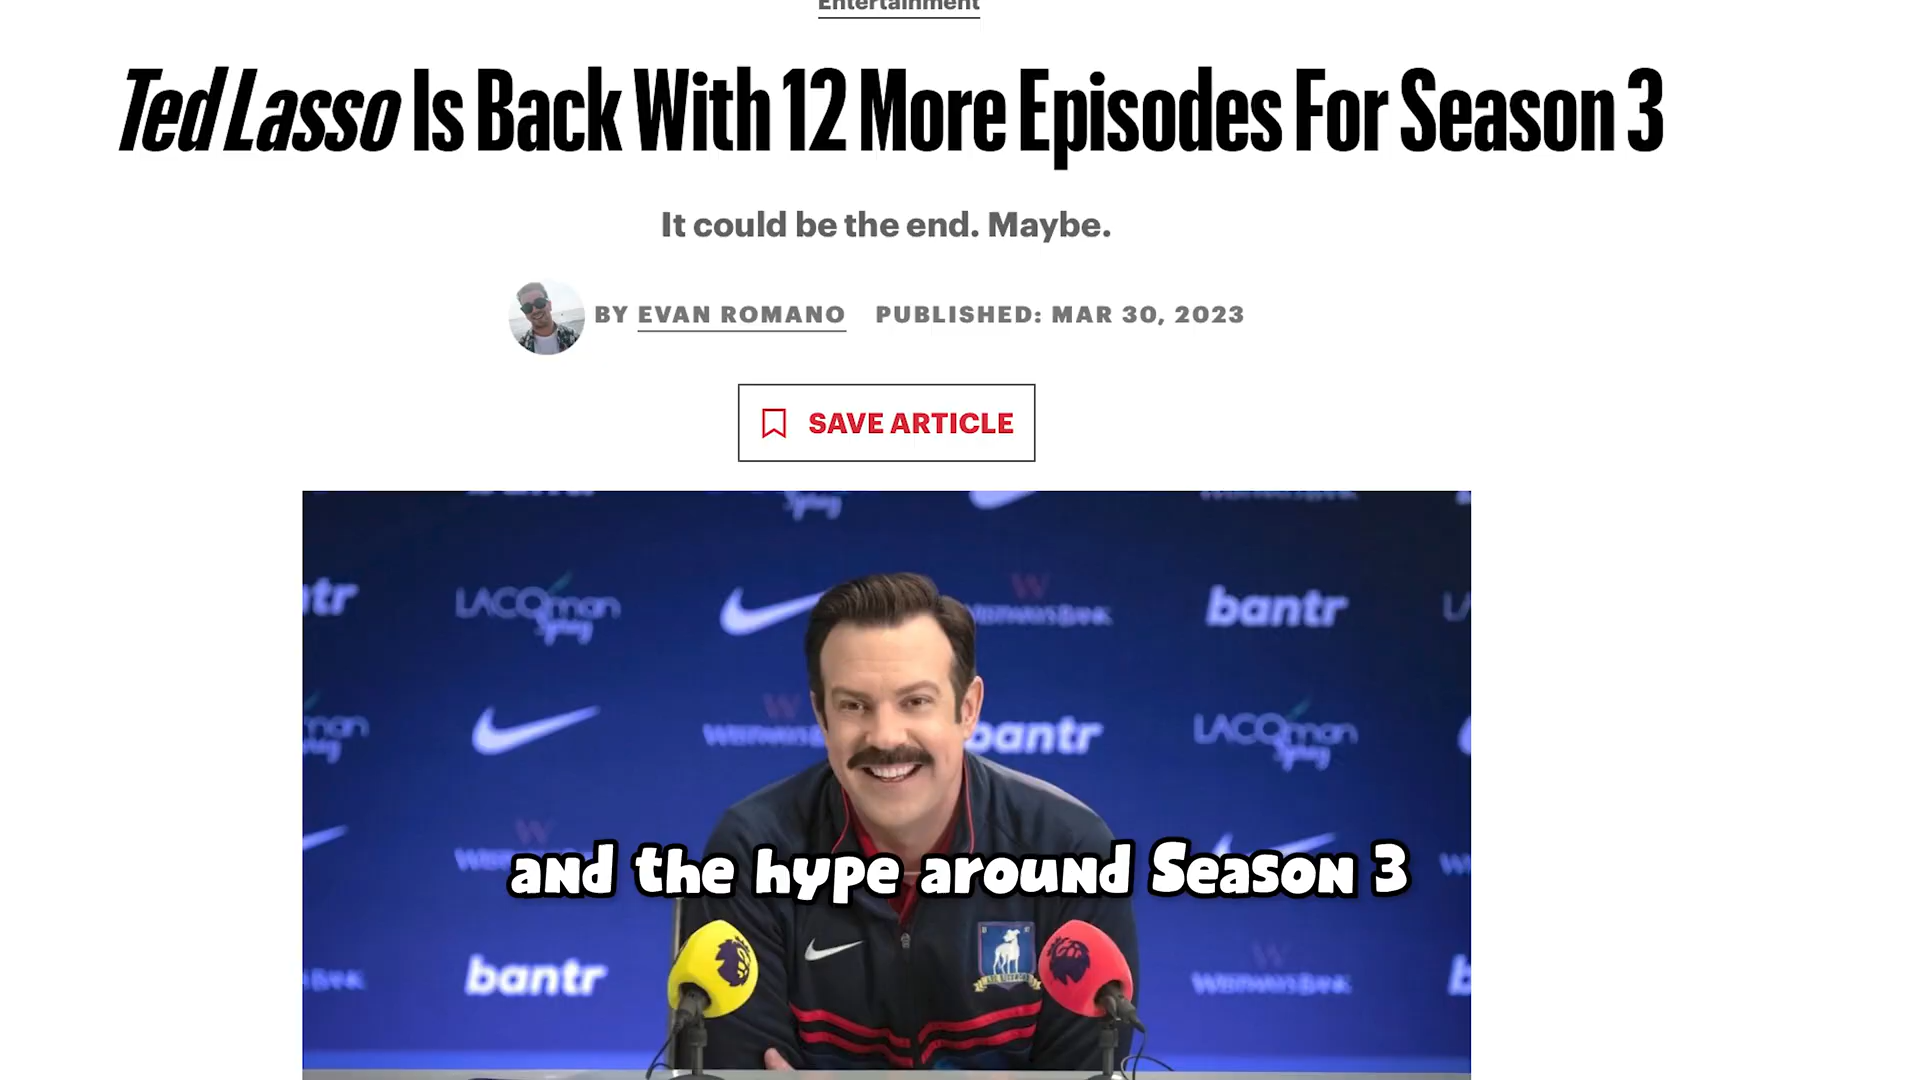 Entertainment
Ted Lasso Is Back With 12 More Episodes For Season 3
It could be the end. Maybe.
BY EVAN ROMANO PUBLISHED: MAR 30, 2023
SAVE ARTICLE
bantr
bantr
bantr
and the hype around Season 3
bantr